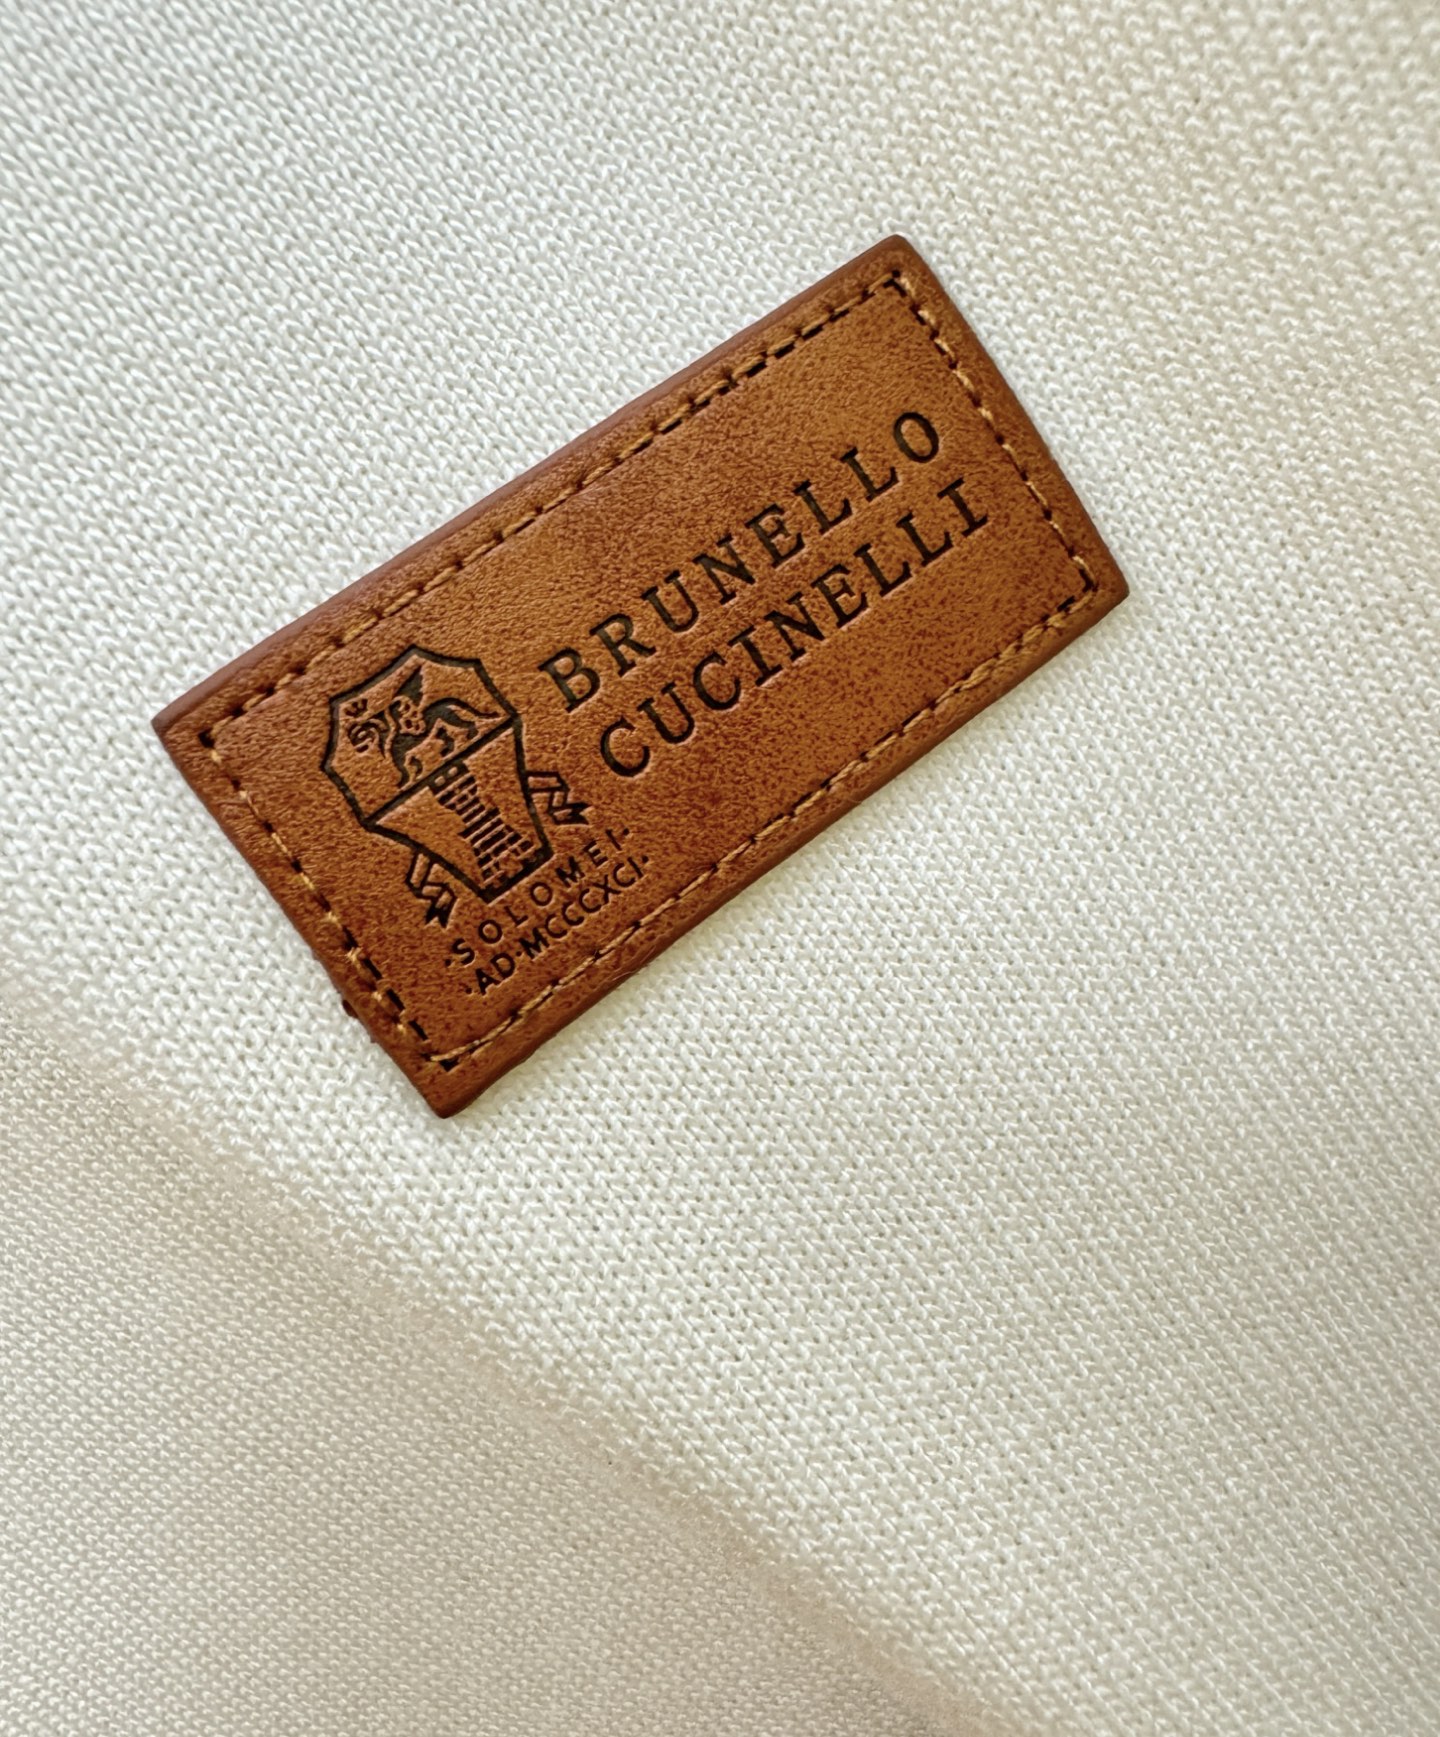 BRUNELLO
CUCINELLI
·SOLOMEI·
·AD·MCCCXCI·